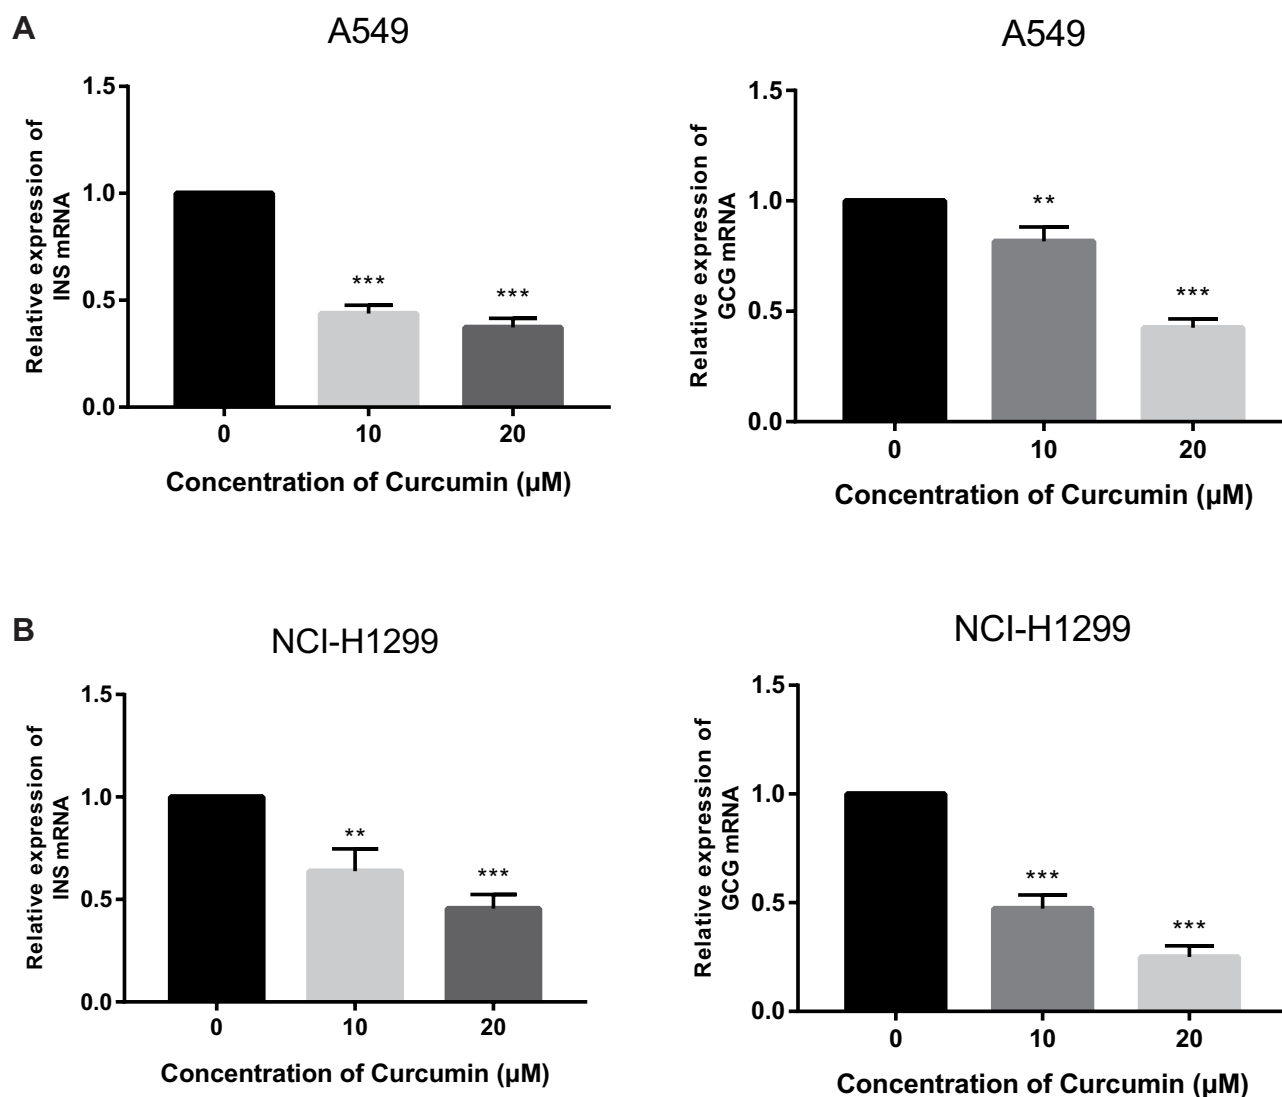 A
A549
Relative expression of
INS mRNA
1.5
1.0
0.5
0.0
***
***
0 10 20
Concentration of Curcumin (µM)
A549
Relative expression of
GCG mRNA
1.5
1.0
0.5
0.0
**
***
0 10 20
Concentration of Curcumin (µM)
B
NCI-H1299
Relative expression of
INS mRNA
1.5
1.0
0.5
0.0
**
***
0 10 20
Concentration of Curcumin (µM)
NCI-H1299
Relative expression of
GCG mRNA
1.5
1.0
0.5
0.0
***
***
0 10 20
Concentration of Curcumin (µM)